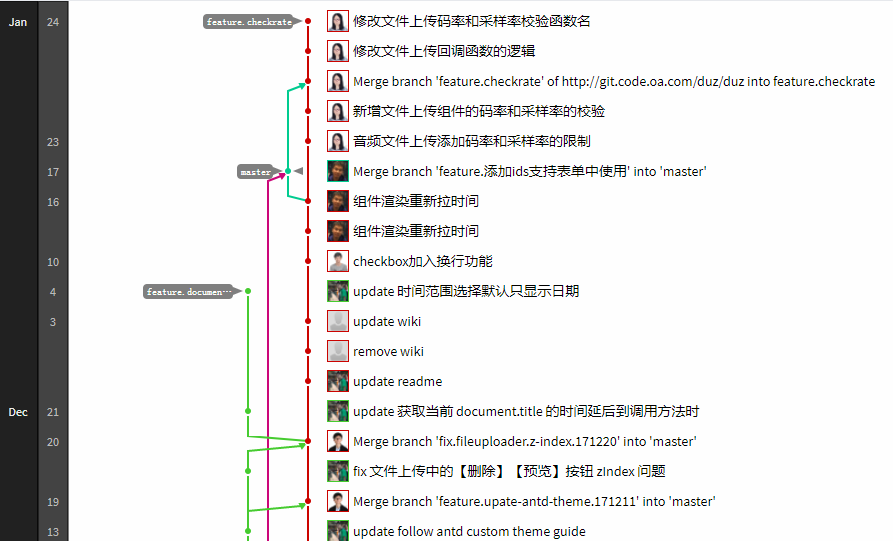 Jan 24 feature.checkrate 修改文件上传码率和采样率校验函数名
修改文件上传回调函数的逻辑
Merge branch 'feature.checkrate' of http://git.code.oa.com/duz/duz into feature.checkrate
新增文件上传组件的码率和采样率的校验
23 音频文件上传添加码率和采样率的限制
17 master Merge branch 'feature.添加ids支持表单中使用' into 'master'
16 组件渲染重新拉时间
组件渲染重新拉时间
10 checkbox加入换行功能
4 feature.documen… update 时间范围选择默认只显示日期
3 update wiki
remove wiki
update readme
Dec 21 update 获取当前 document.title 的时间延后到调用方法时
20 Merge branch 'fix.fileuploader.z-index.171220' into 'master'
fix 文件上传中的【删除】【预览】按钮 zIndex 问题
19 Merge branch 'feature.upate-antd-theme.171211' into 'master'
13 update follow antd custom theme guide